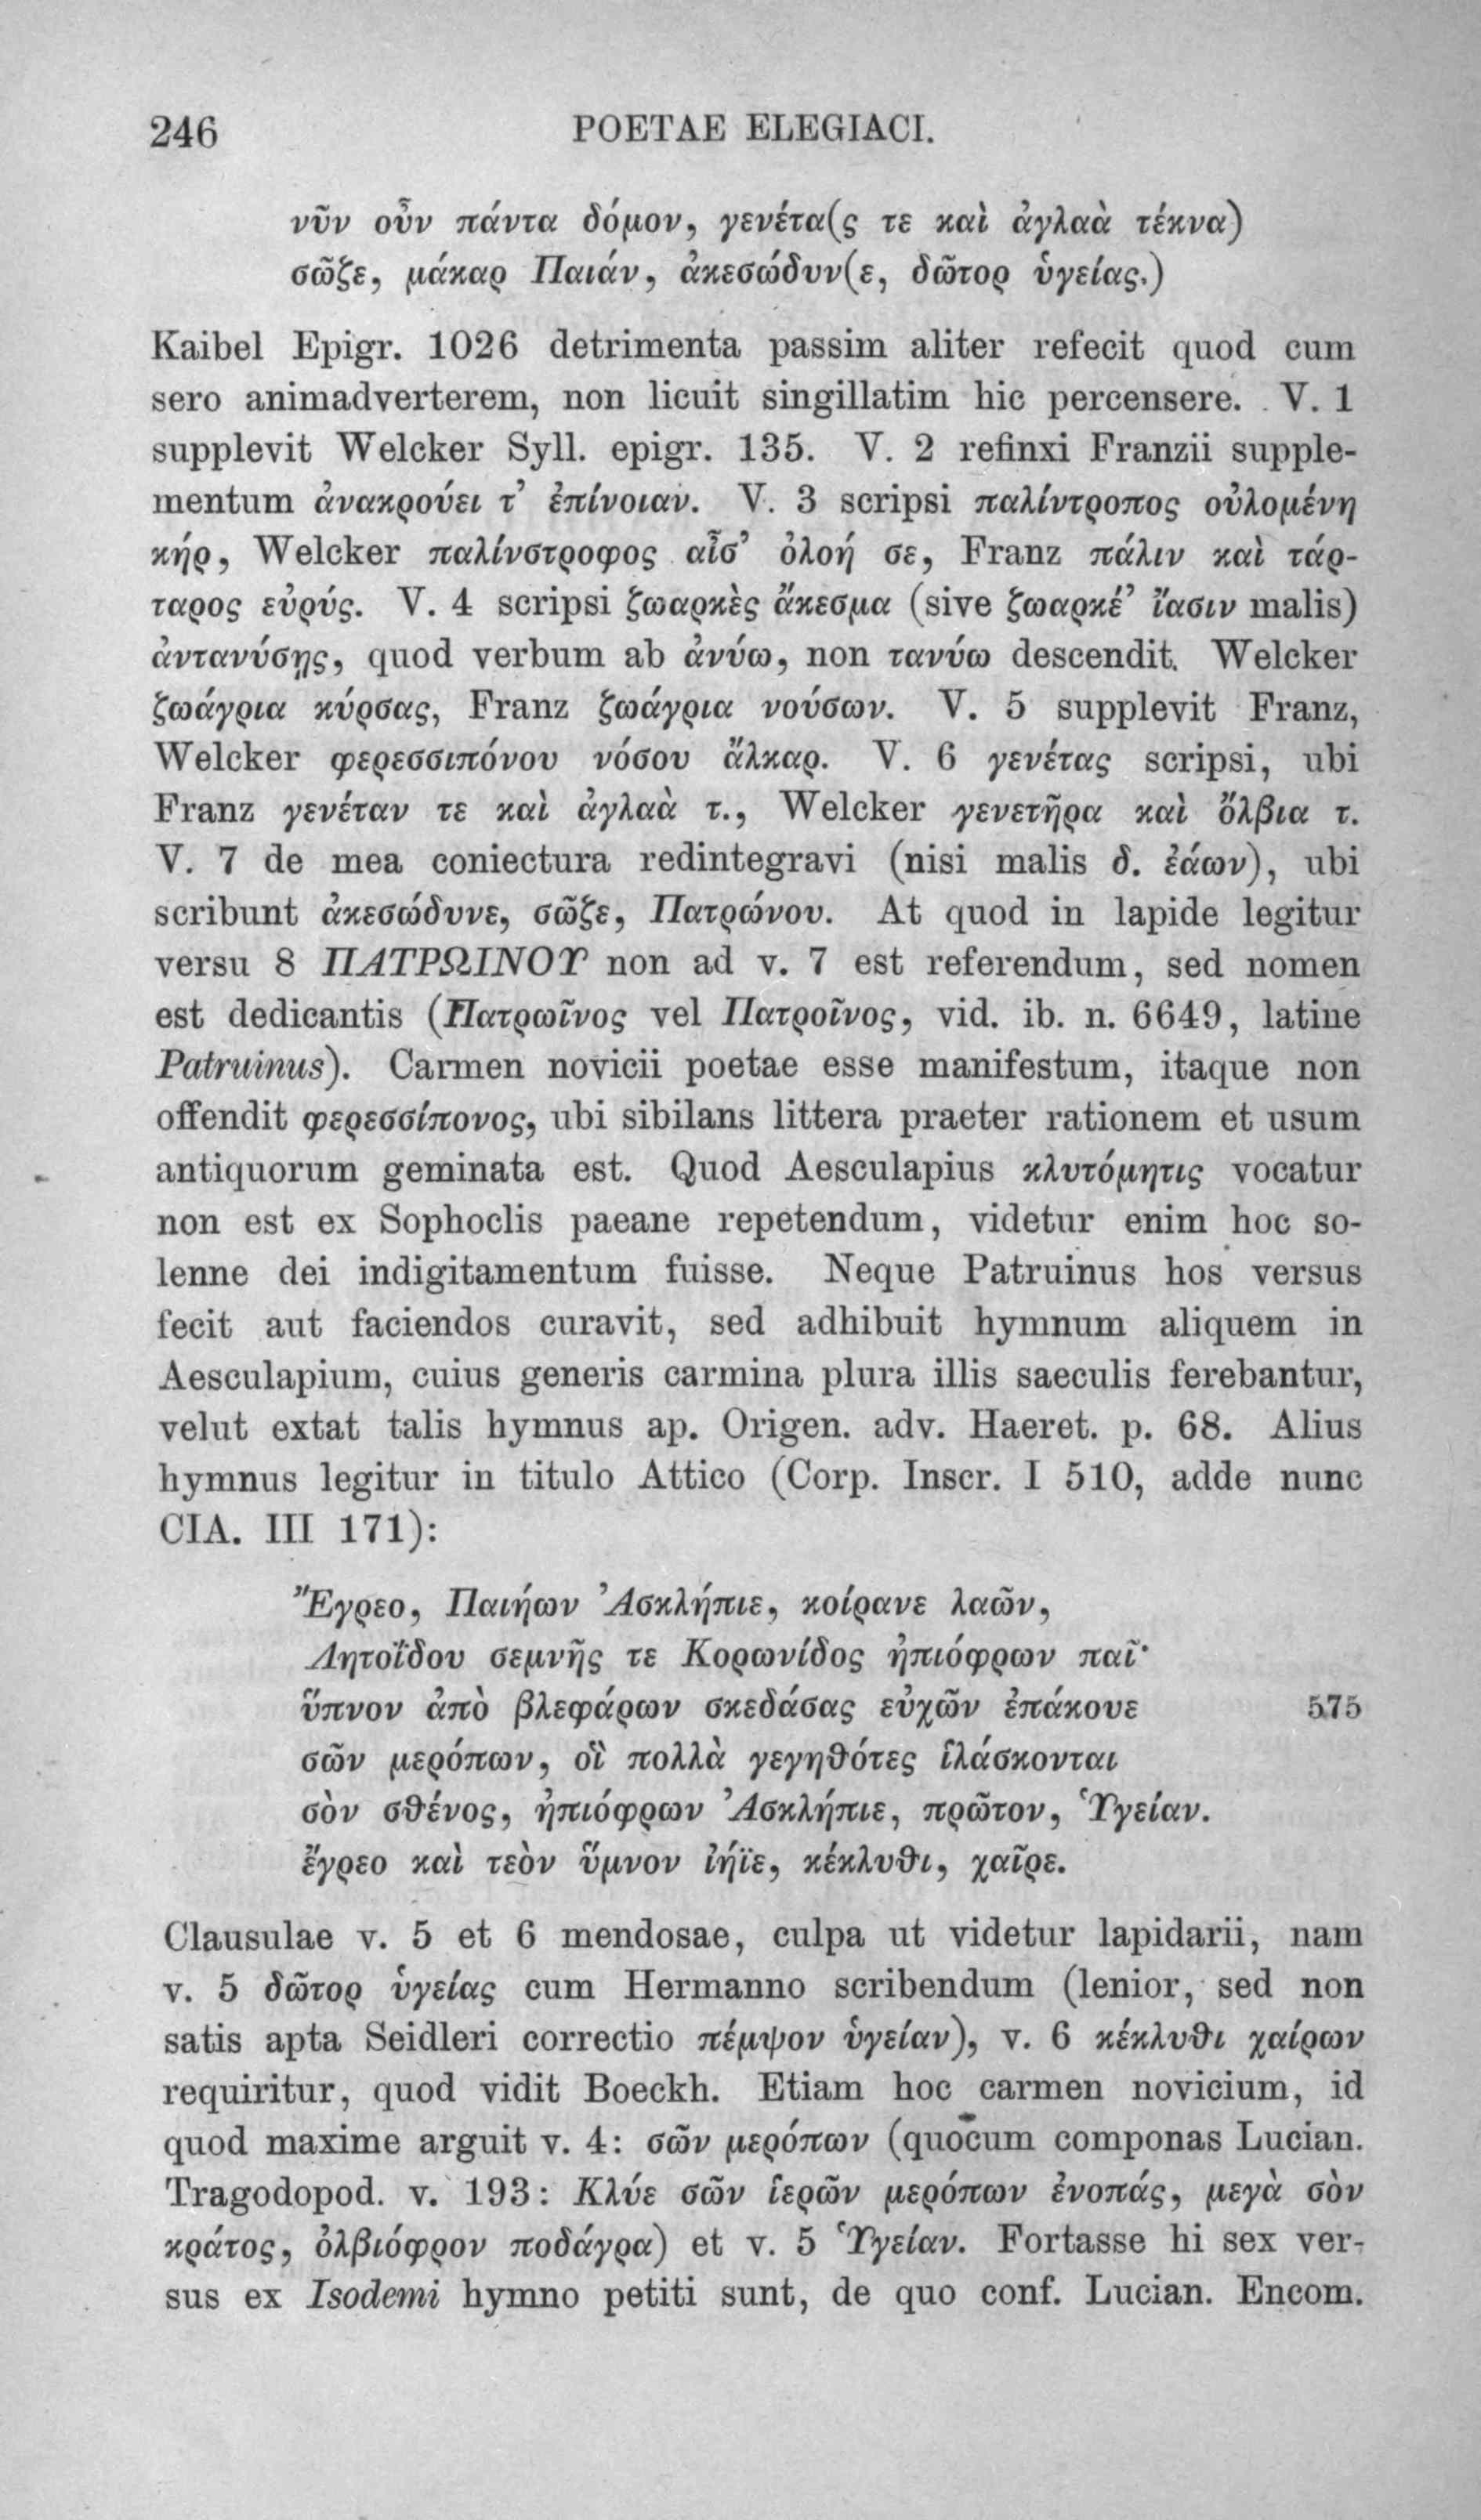 246 POETAE ELEGIACI.
νῦν οὖν πάντα δόμον, γενέτα(ς τε καὶ ἀγλαὰ τέκνα)
σῶζε, μάκαρ Παιάν, ἀκεσώδυν(ε, δῶτορ ὑγείας.)
Kaibel Epigr. 1026 detrimenta passim aliter refecit quod cum
sero animadverterem, non licuit singillatim hic percensere. V. 1
supplevit Welcker Syll. epigr. 135. V. 2 refinxi Franzii supple-
mentum ἀνακρούει τ’ ἐπίνοιαν. V. 3 scripsi παλίντροπος οὐλομένη
κήρ, Welcker παλίνστροφος αἶσ’ ὀλοή σε, Franz πάλιν καὶ τάρ-
ταρος εὐρύς. V. 4 scripsi ζωαρκὲς ἄκεσμα (sive ζωαρκέ’ ἴασιν malis)
ἀντανύσῃς, quod verbum ab ἀνύω, non τανύω descendit. Welcker
ζωάγρια κύρσας, Franz ζωάγρια νούσων. V. 5 supplevit Franz,
Welcker φερεσσιπόνου νόσου ἄλκαρ. V. 6 γενέτας scripsi, ubi
Franz γενέταν τε καὶ ἀγλαὰ τ., Welcker γενετῆρα καὶ ὄλβια τ.
V. 7 de mea coniectura redintegravi (nisi malis δ. ἐάων), ubi
scribunt ἀκεσώδυνε, σῶζε, Πατρώνου. At quod in lapide legitur
versu 8 ΠΑΤΡΩΙΝΟΥ non ad v. 7 est referendum, sed nomen
est dedicantis (Πατρωῖνος vel Πατροῖνος, vid. ib. n. 6649, latine
Patruinus). Carmen novicii poetae esse manifestum, itaque non
offendit φερεσσίπονος, ubi sibilans littera praeter rationem et usum
antiquorum geminata est. Quod Aesculapius κλυτόμητις vocatur
non est ex Sophoclis paeane repetendum, videtur enim hoc so-
lenne dei indigitamentum fuisse. Neque Patruinus hos versus
fecit aut faciendos curavit, sed adhibuit hymnum aliquem in
Aesculapium, cuius generis carmina plura illis saeculis ferebantur,
velut extat talis hymnus ap. Origen. adv. Haeret. p. 68. Alius
hymnus legitur in titulo Attico (Corp. Inscr. I 510, adde nunc
CIA. III 171):
Ἔγρεο, Παιήων Ἀσκλήπιε, κοίρανε λαῶν,
Λητοΐδου σεμνῆς τε Κορωνίδος ἠπιόφρων παῖ·
ὕπνον ἀπὸ βλεφάρων σκεδάσας εὐχῶν ἐπάκουε 575
σῶν μερόπων, οἳ πολλὰ γεγηθότες ἱλάσκονται
σὸν σθένος, ἠπιόφρων Ἀσκλήπιε, πρῶτον, Ὑγείαν.
ἔγρεο καὶ τεὸν ὕμνον ἰήϊε, κέκλυθι, χαῖρε.
Clausulae v. 5 et 6 mendosae, culpa ut videtur lapidarii, nam
v. 5 δῶτορ ὑγείας cum Hermanno scribendum (lenior, sed non
satis apta Seidleri correctio πέμψον ὑγείαν), v. 6 κέκλυθι χαίρων
requiritur, quod vidit Boeckh. Etiam hoc carmen novicium, id
quod maxime arguit v. 4: σῶν μερόπων (quocum componas Lucian.
Tragodopod. v. 193: Κλύε σῶν ἱερῶν μερόπων ἐνοπάς, μεγὰ σὸν
κράτος, ὀλβιόφρον ποδάγρα) et v. 5 Ὑγείαν. Fortasse hi sex ver-
sus ex Isodemi hymno petiti sunt, de quo conf. Lucian. Encom.